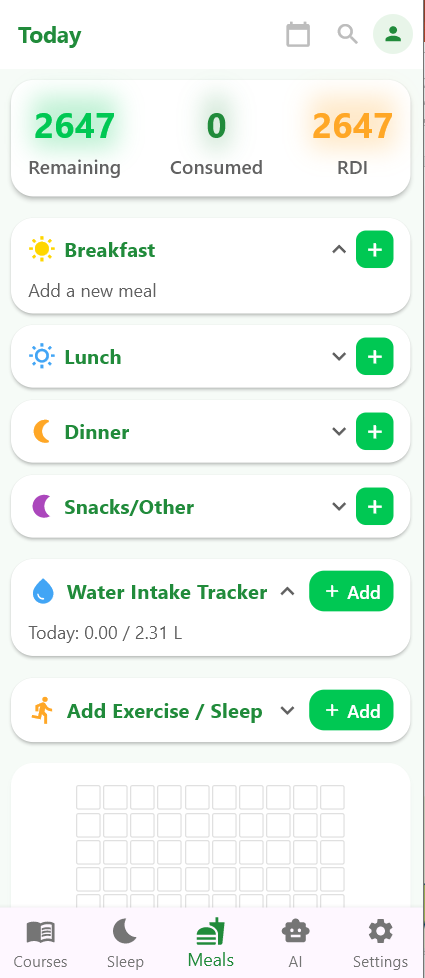 Today
2647 0 2647
Remaining Consumed RDI
Breakfast +
Add a new meal
Lunch +
Dinner +
Snacks/Other +
Water Intake Tracker + Add
Today: 0.00 / 2.31 L
Add Exercise / Sleep + Add
Courses Sleep Meals AI Settings